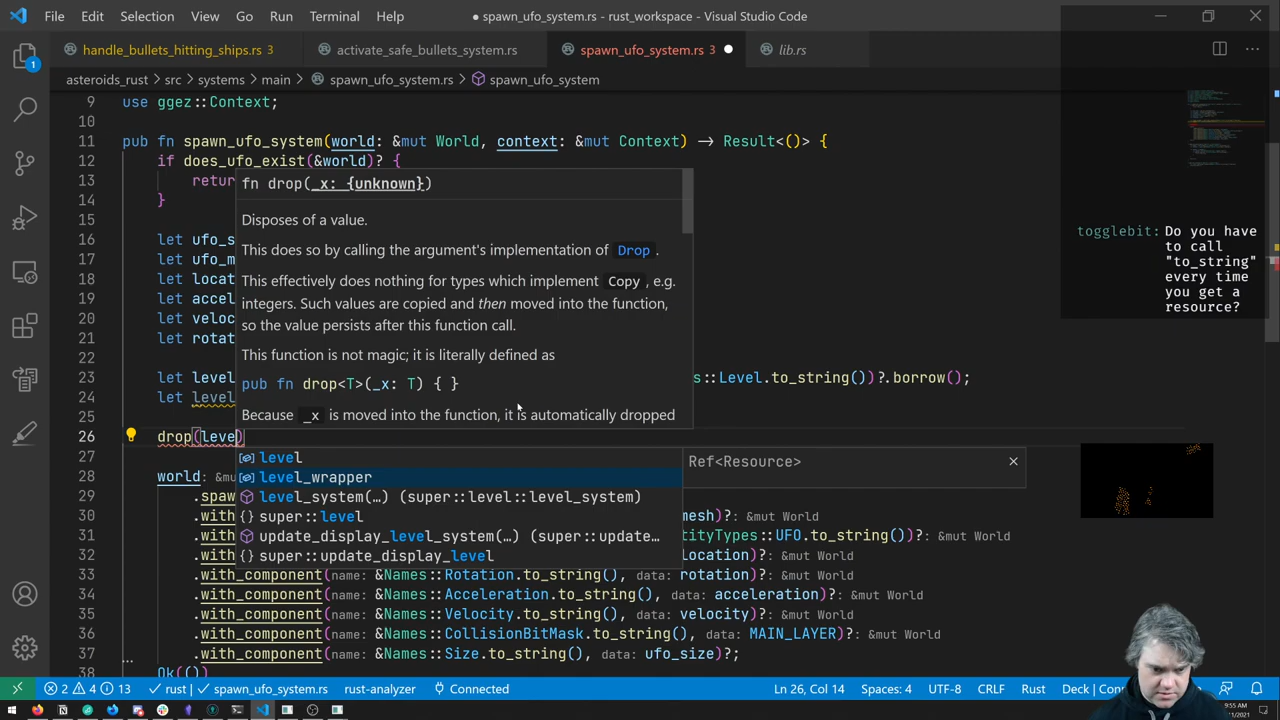 File Edit Selection View Go Run Terminal Help
● spawn_ufo_system.rs - rust_workspace - Visual Studio Code
handle_bullets_hitting_ships.rs 3
activate_safe_bullets_system.rs
spawn_ufo_system.rs 3
lib.rs
asteroids_rust > src > systems > main > spawn_ufo_system.rs > spawn_ufo_system
9 use ggez::Context;
10
11 pub fn spawn_ufo_system(world: &mut World, context: &mut Context) -> Result<()> {
12 if does_ufo_exist(&world)? {
13 retur
14 }
15
16 let ufo_s
17 let ufo_m
18 let locat
19 let accel
20 let veloc
21 let rotat
22
23 let level s::Level.to_string())?.borrow();
24 let level
25
26 drop(leve)
27
28 world: &mu
29 .spaw
30 .with mesh)?: &mut World
31 .with tityTypes::UFO.to_string())?: &mut World
32 .with location)?: &mut World
33 .with_component(name: &Names::Rotation.to_string(), data: rotation)?: &mut World
34 .with_component(name: &Names::Acceleration.to_string(), data: acceleration)?: &mut World
35 .with_component(name: &Names::Velocity.to_string(), data: velocity)?: &mut World
36 .with_component(name: &Names::CollisionBitMask.to_string(), data: MAIN_LAYER)?: &mut World
37 .with_component(name: &Names::Size.to_string(), data: ufo_size)?;
38 Ok(())
fn drop(_x: {unknown})
Disposes of a value.
This does so by calling the argument's implementation of Drop .
This effectively does nothing for types which implement Copy , e.g.
integers. Such values are copied and then moved into the function,
so the value persists after this function call.
This function is not magic; it is literally defined as
pub fn drop<T>(_x: T) { }
Because _x is moved into the function, it is automatically dropped
level
level_wrapper
level_system(…) (super::level::level_system)
super::level
update_display_level_system(…) (super::update…
super::update_display_level
Ref<Resource>
togglebit: Do you have
to call
"to_string"
every time
you get a
resource?
1
2 4 13 rust | spawn_ufo_system.rs rust-analyzer Connected
Ln 26, Col 14 Spaces: 4 UTF-8 CRLF Rust